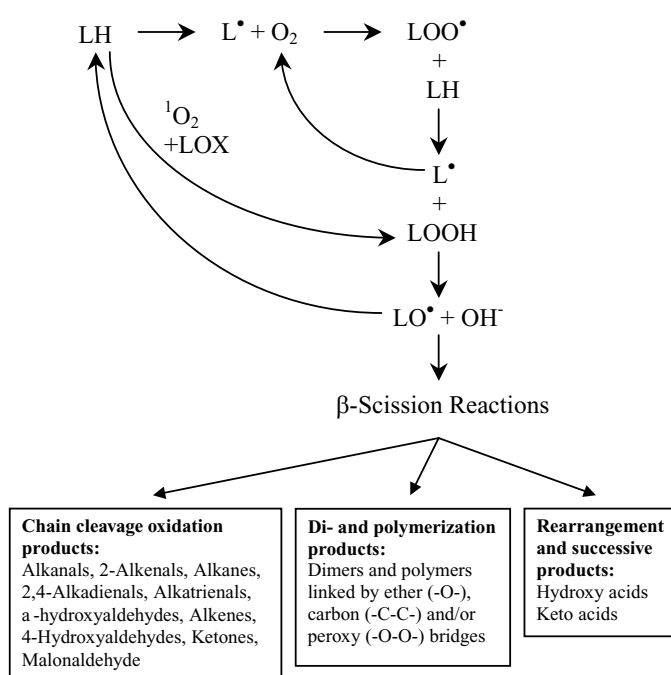 LH
L• + O₂
LOO•
+
LH
¹O₂
+LOX
L•
+
LOOH
LO• + OH⁻
β-Scission Reactions
Chain cleavage oxidation
products:
Alkanals, 2-Alkenals, Alkanes,
2,4-Alkadienals, Alkatrienals,
a -hydroxyaldehydes, Alkenes,
4-Hydroxyaldehydes, Ketones,
Malonaldehyde
Di- and polymerization
products:
Dimers and polymers
linked by ether (-O-),
carbon (-C-C-) and/or
peroxy (-O-O-) bridges
Rearrangement
and successive
products:
Hydroxy acids
Keto acids